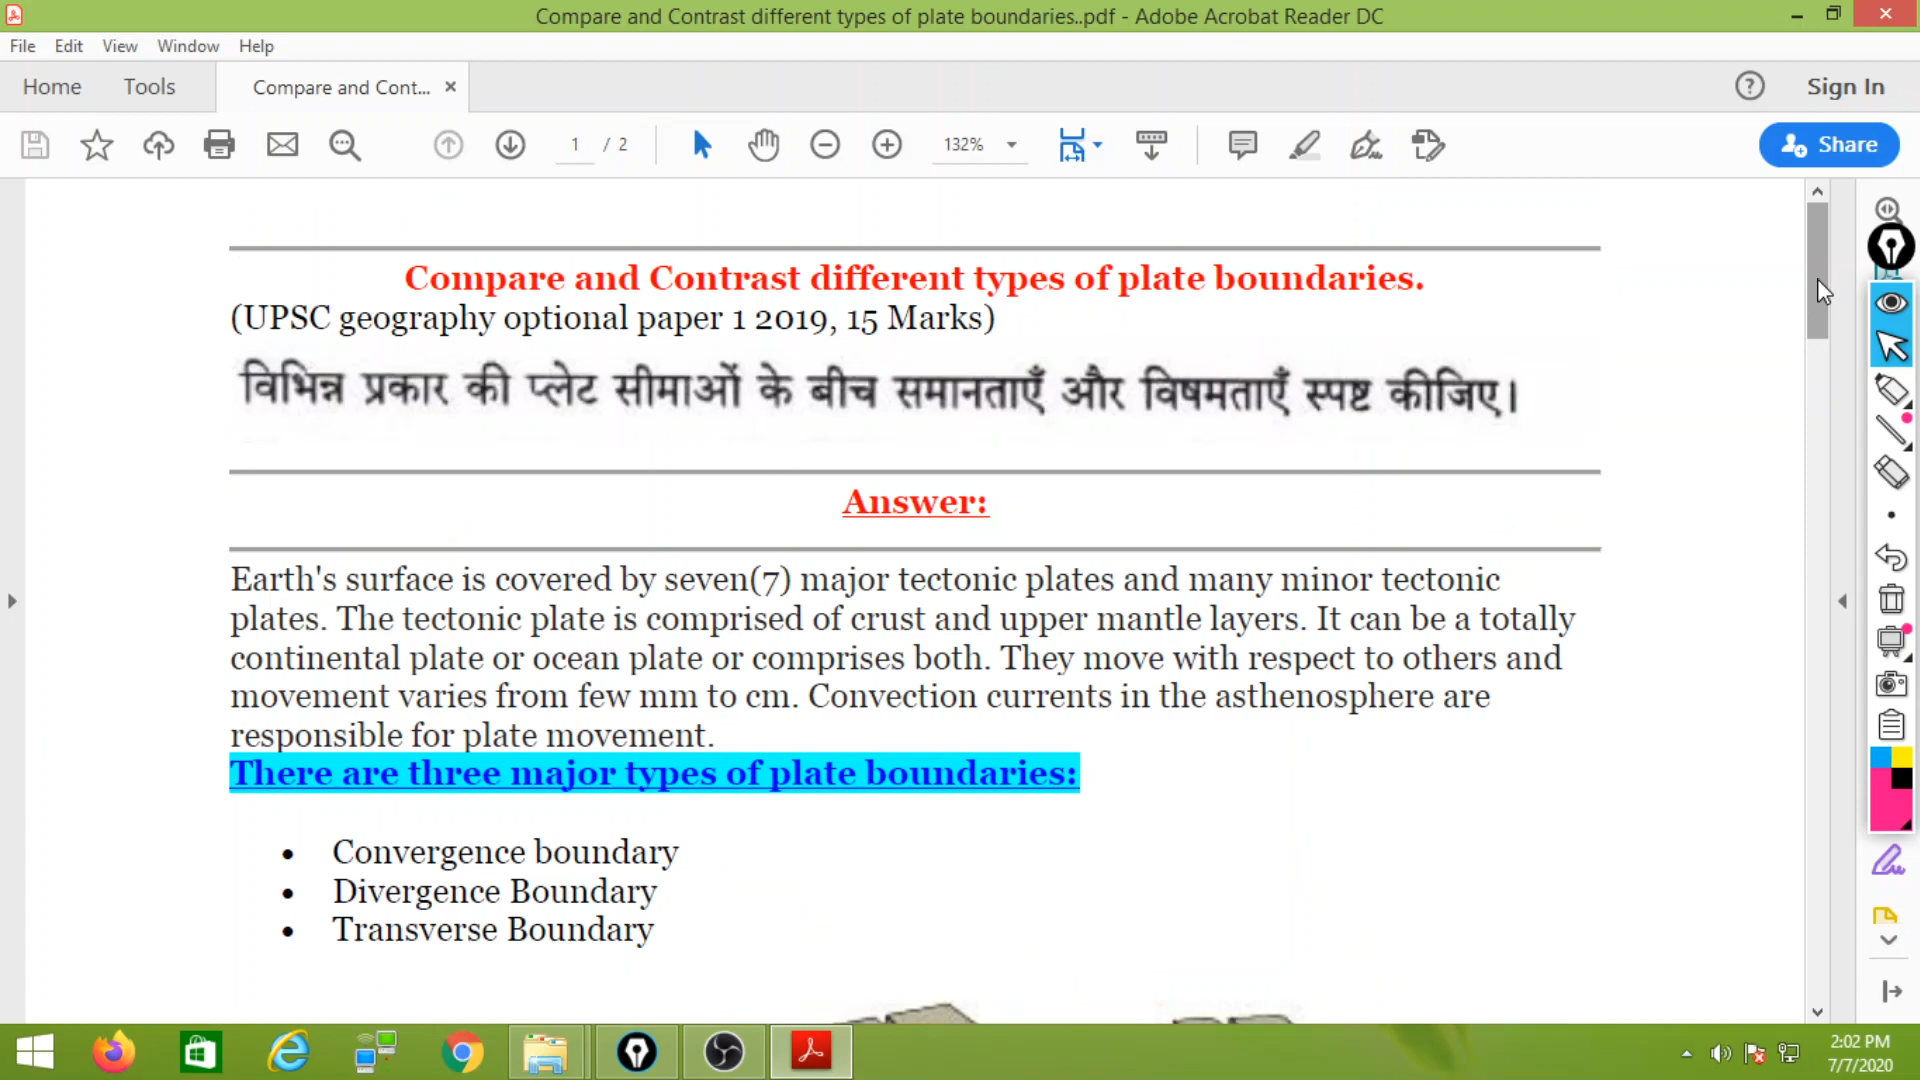 Compare and Contrast different types of plate boundaries..pdf - Adobe Acrobat Reader DC
File Edit View Window Help
Home Tools Compare and Cont... × Sign In
1 / 2 132% Share
Compare and Contrast different types of plate boundaries.
(UPSC geography optional paper 1 2019, 15 Marks)
विभिन्न प्रकार की प्लेट सीमाओं के बीच समानताएँ और विषमताएँ स्पष्ट कीजिए।
Answer:
Earth's surface is covered by seven(7) major tectonic plates and many minor tectonic
plates. The tectonic plate is comprised of crust and upper mantle layers. It can be a totally
continental plate or ocean plate or comprises both. They move with respect to others and
movement varies from few mm to cm. Convection currents in the asthenosphere are
responsible for plate movement.
There are three major types of plate boundaries:
• Convergence boundary
• Divergence Boundary
• Transverse Boundary
2:02 PM
7/7/2020